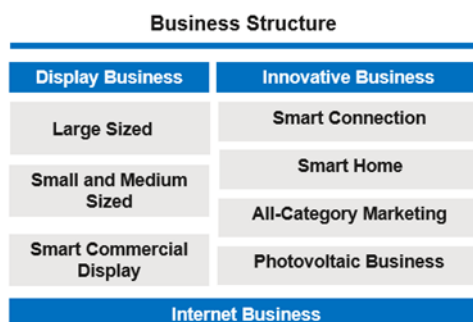 Business Structure
Display Business
Large Sized
Small and Medium
Sized
Smart Commercial
Display
Innovative Business
Smart Connection
Smart Home
All-Category Marketing
Photovoltaic Business
Internet Business